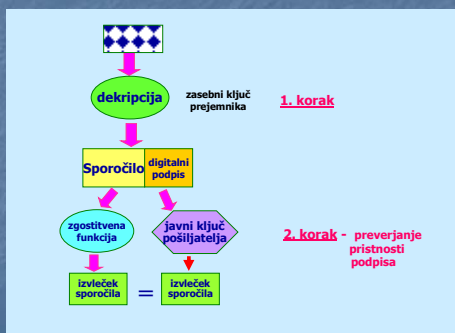 dekripcija
zasebni ključ
prejemnika
1. korak
Sporočilo
digitalni
podpis
zgostitvena
funkcija
javni ključ
pošiljatelja
2. korak - preverjanje
pristnosti
podpisa
izvleček
sporočila
=
izvleček
sporočila